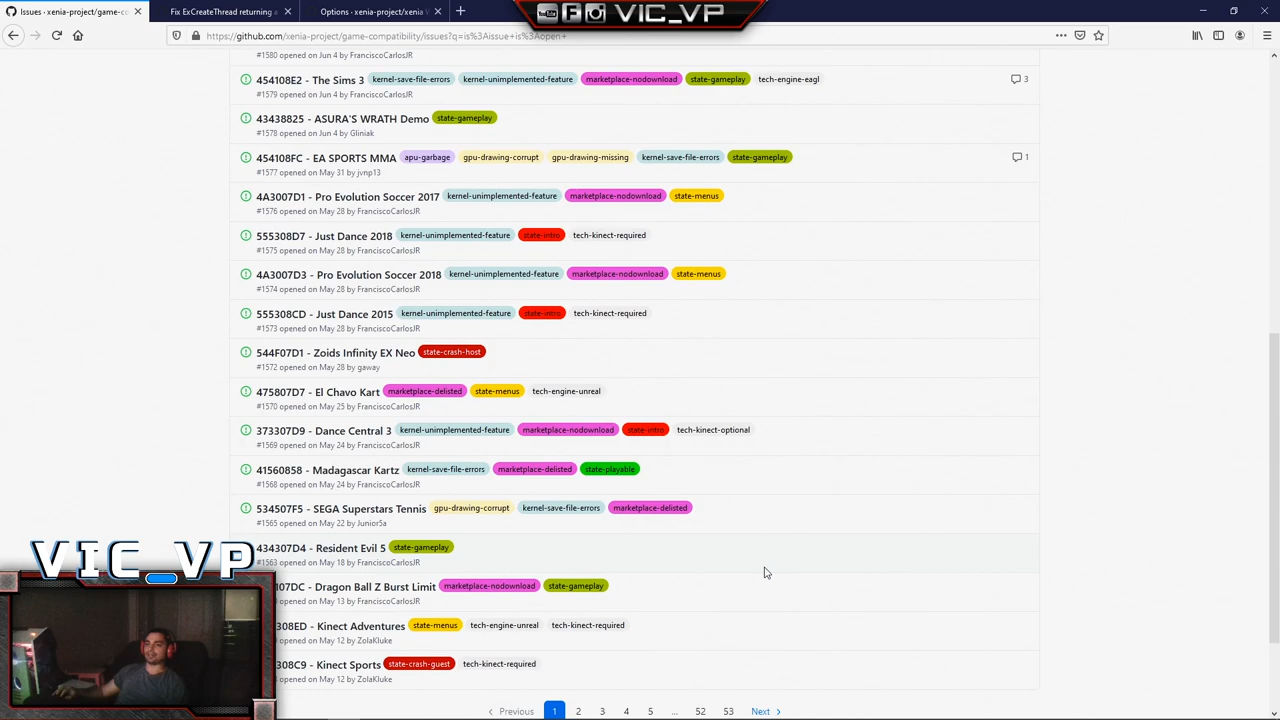 Issues · xenia-project/game-co
Fix ExCreateThread returning a
Options · xenia-project/xenia
VIC_VP
https://github.com/xenia-project/game-compatibility/issues?q=is%3Aissue+is%3Aopen+
#1580 opened on Jun 4 by FranciscoCarlosJR
454108E2 - The Sims 3 kernel-save-file-errors kernel-unimplemented-feature marketplace-nodownload state-gameplay tech-engine-eagl 3
#1579 opened on Jun 4 by FranciscoCarlosJR
43438825 - ASURA'S WRATH Demo state-gameplay
#1578 opened on Jun 4 by Gliniak
454108FC - EA SPORTS MMA apu-garbage gpu-drawing-corrupt gpu-drawing-missing kernel-save-file-errors state-gameplay 1
#1577 opened on May 31 by jvnp13
4A3007D1 - Pro Evolution Soccer 2017 kernel-unimplemented-feature marketplace-nodownload state-menus
#1576 opened on May 28 by FranciscoCarlosJR
555308D7 - Just Dance 2018 kernel-unimplemented-feature state-intro tech-kinect-required
#1575 opened on May 28 by FranciscoCarlosJR
4A3007D3 - Pro Evolution Soccer 2018 kernel-unimplemented-feature marketplace-nodownload state-menus
#1574 opened on May 28 by FranciscoCarlosJR
555308CD - Just Dance 2015 kernel-unimplemented-feature state-intro tech-kinect-required
#1573 opened on May 28 by FranciscoCarlosJR
544F07D1 - Zoids Infinity EX Neo state-crash-host
#1572 opened on May 28 by gaway
475807D7 - El Chavo Kart marketplace-delisted state-menus tech-engine-unreal
#1570 opened on May 25 by FranciscoCarlosJR
373307D9 - Dance Central 3 kernel-unimplemented-feature marketplace-nodownload state-intro tech-kinect-optional
#1569 opened on May 24 by FranciscoCarlosJR
41560858 - Madagascar Kartz kernel-save-file-errors marketplace-delisted state-playable
#1568 opened on May 24 by FranciscoCarlosJR
534507F5 - SEGA Superstars Tennis gpu-drawing-corrupt kernel-save-file-errors marketplace-delisted
#1565 opened on May 22 by Junior5a
434307D4 - Resident Evil 5 state-gameplay
#1563 opened on May 18 by FranciscoCarlosJR
07DC - Dragon Ball Z Burst Limit marketplace-nodownload state-gameplay
opened on May 13 by FranciscoCarlosJR
308ED - Kinect Adventures state-menus tech-engine-unreal tech-kinect-required
opened on May 12 by ZolaKluke
308C9 - Kinect Sports state-crash-guest tech-kinect-required
opened on May 12 by ZolaKluke
VIC_VP
Previous 1 2 3 4 5 ... 52 53 Next